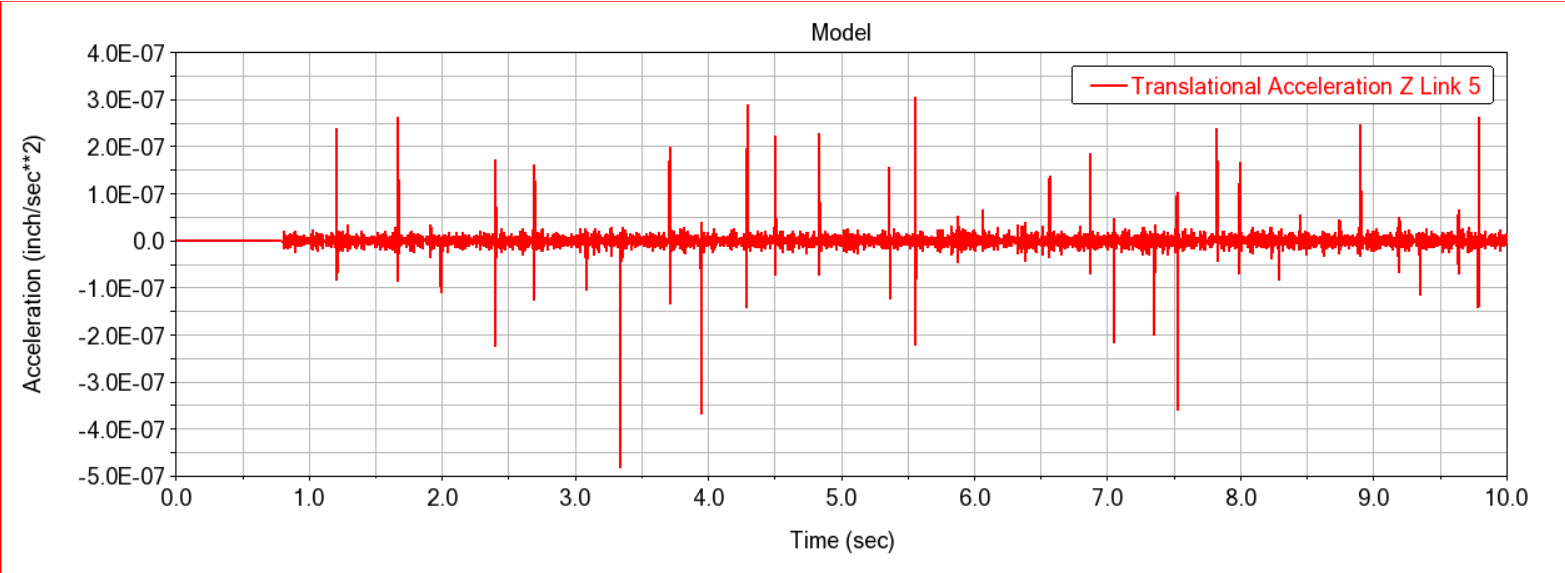 Model
Translational Acceleration Z Link 5
Acceleration (inch/sec**2)
4.0E-07
3.0E-07
2.0E-07
1.0E-07
0.0
-1.0E-07
-2.0E-07
-3.0E-07
-4.0E-07
-5.0E-07
0.0 1.0 2.0 3.0 4.0 5.0 6.0 7.0 8.0 9.0 10.0
Time (sec)